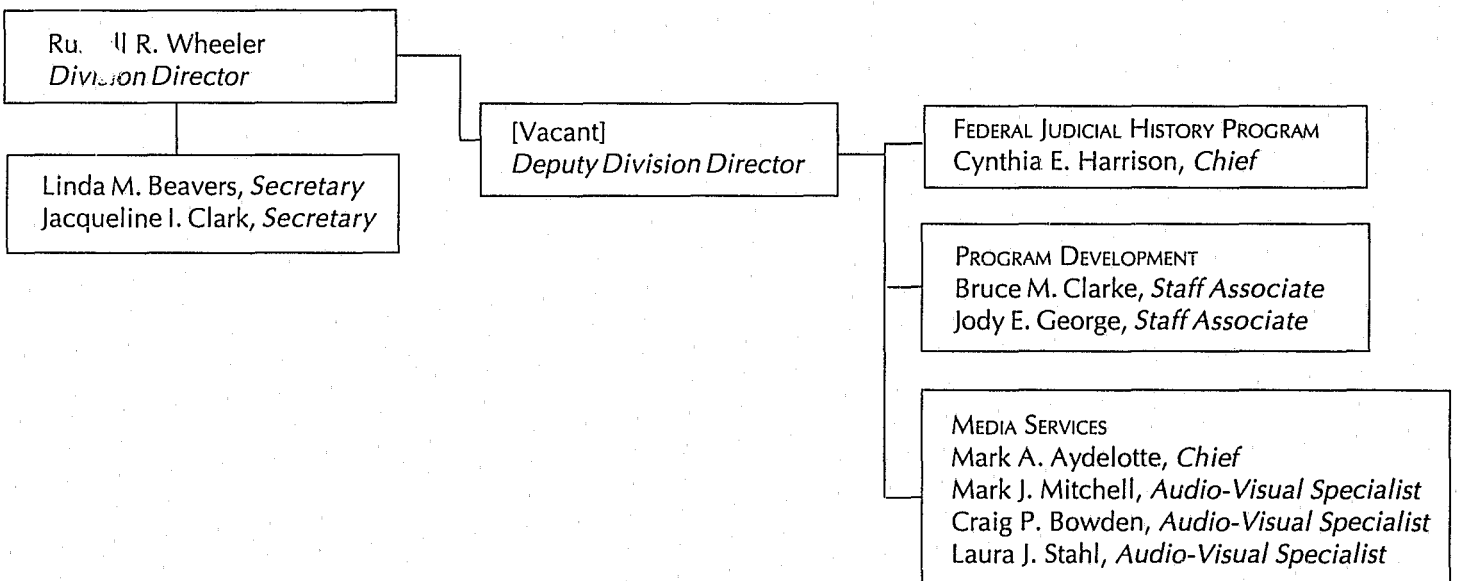 R. Wheeler
Division Director
Linda M. Beavers, Secretary
Jacqueline I. Clark, Secretary
[Vacant]
Deputy Division Director
FEDERAL JUDICIAL HISTORY PROGRAM
Cynthia E. Harrison, Chief
PROGRAM DEVELOPMENT
Bruce M. Clarke, Staff Associate
Jody E. George, Staff Associate
MEDIA SERVICES
Mark A. Aydelotte, Chief
Mark J. Mitchell, Audio-Visual Specialist
Craig P. Bowden, Audio-Visual Specialist
Laura J. Stahl, Audio-Visual Specialist